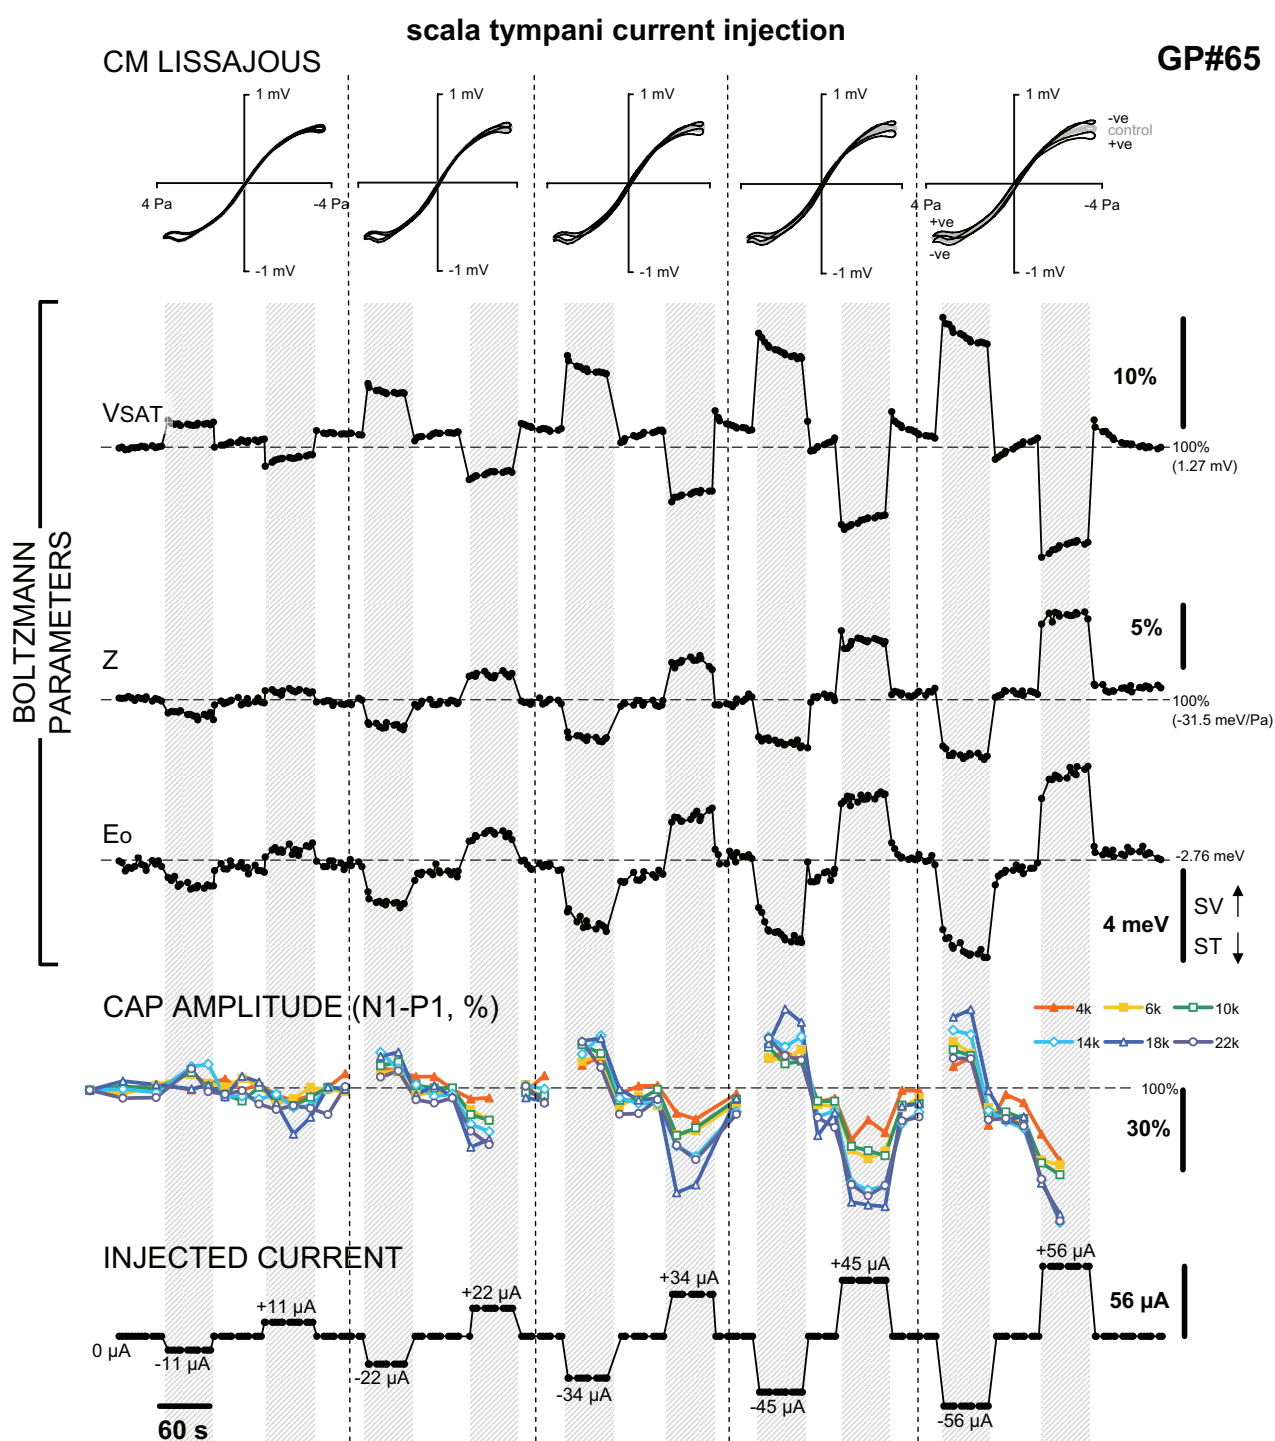 scala tympani current injection
CM LISSAJOUS
GP#65
1 mV
1 mV
1 mV
1 mV
1 mV
-ve
control
+ve
4 Pa
-4 Pa
4 Pa
-4 Pa
+ve
-ve
-1 mV
-1 mV
-1 mV
-1 mV
-1 mV
BOLTZMANN
PARAMETERS
VSAT
10%
100%
(1.27 mV)
Z
5%
100%
(-31.5 meV/Pa)
Eo
-2.76 meV
4 meV
SV
ST
CAP AMPLITUDE (N1-P1, %)
4k
6k
10k
14k
18k
22k
100%
30%
INJECTED CURRENT
0 µA
-11 µA
+11 µA
-22 µA
+22 µA
-34 µA
+34 µA
-45 µA
+45 µA
-56 µA
+56 µA
56 µA
60 s